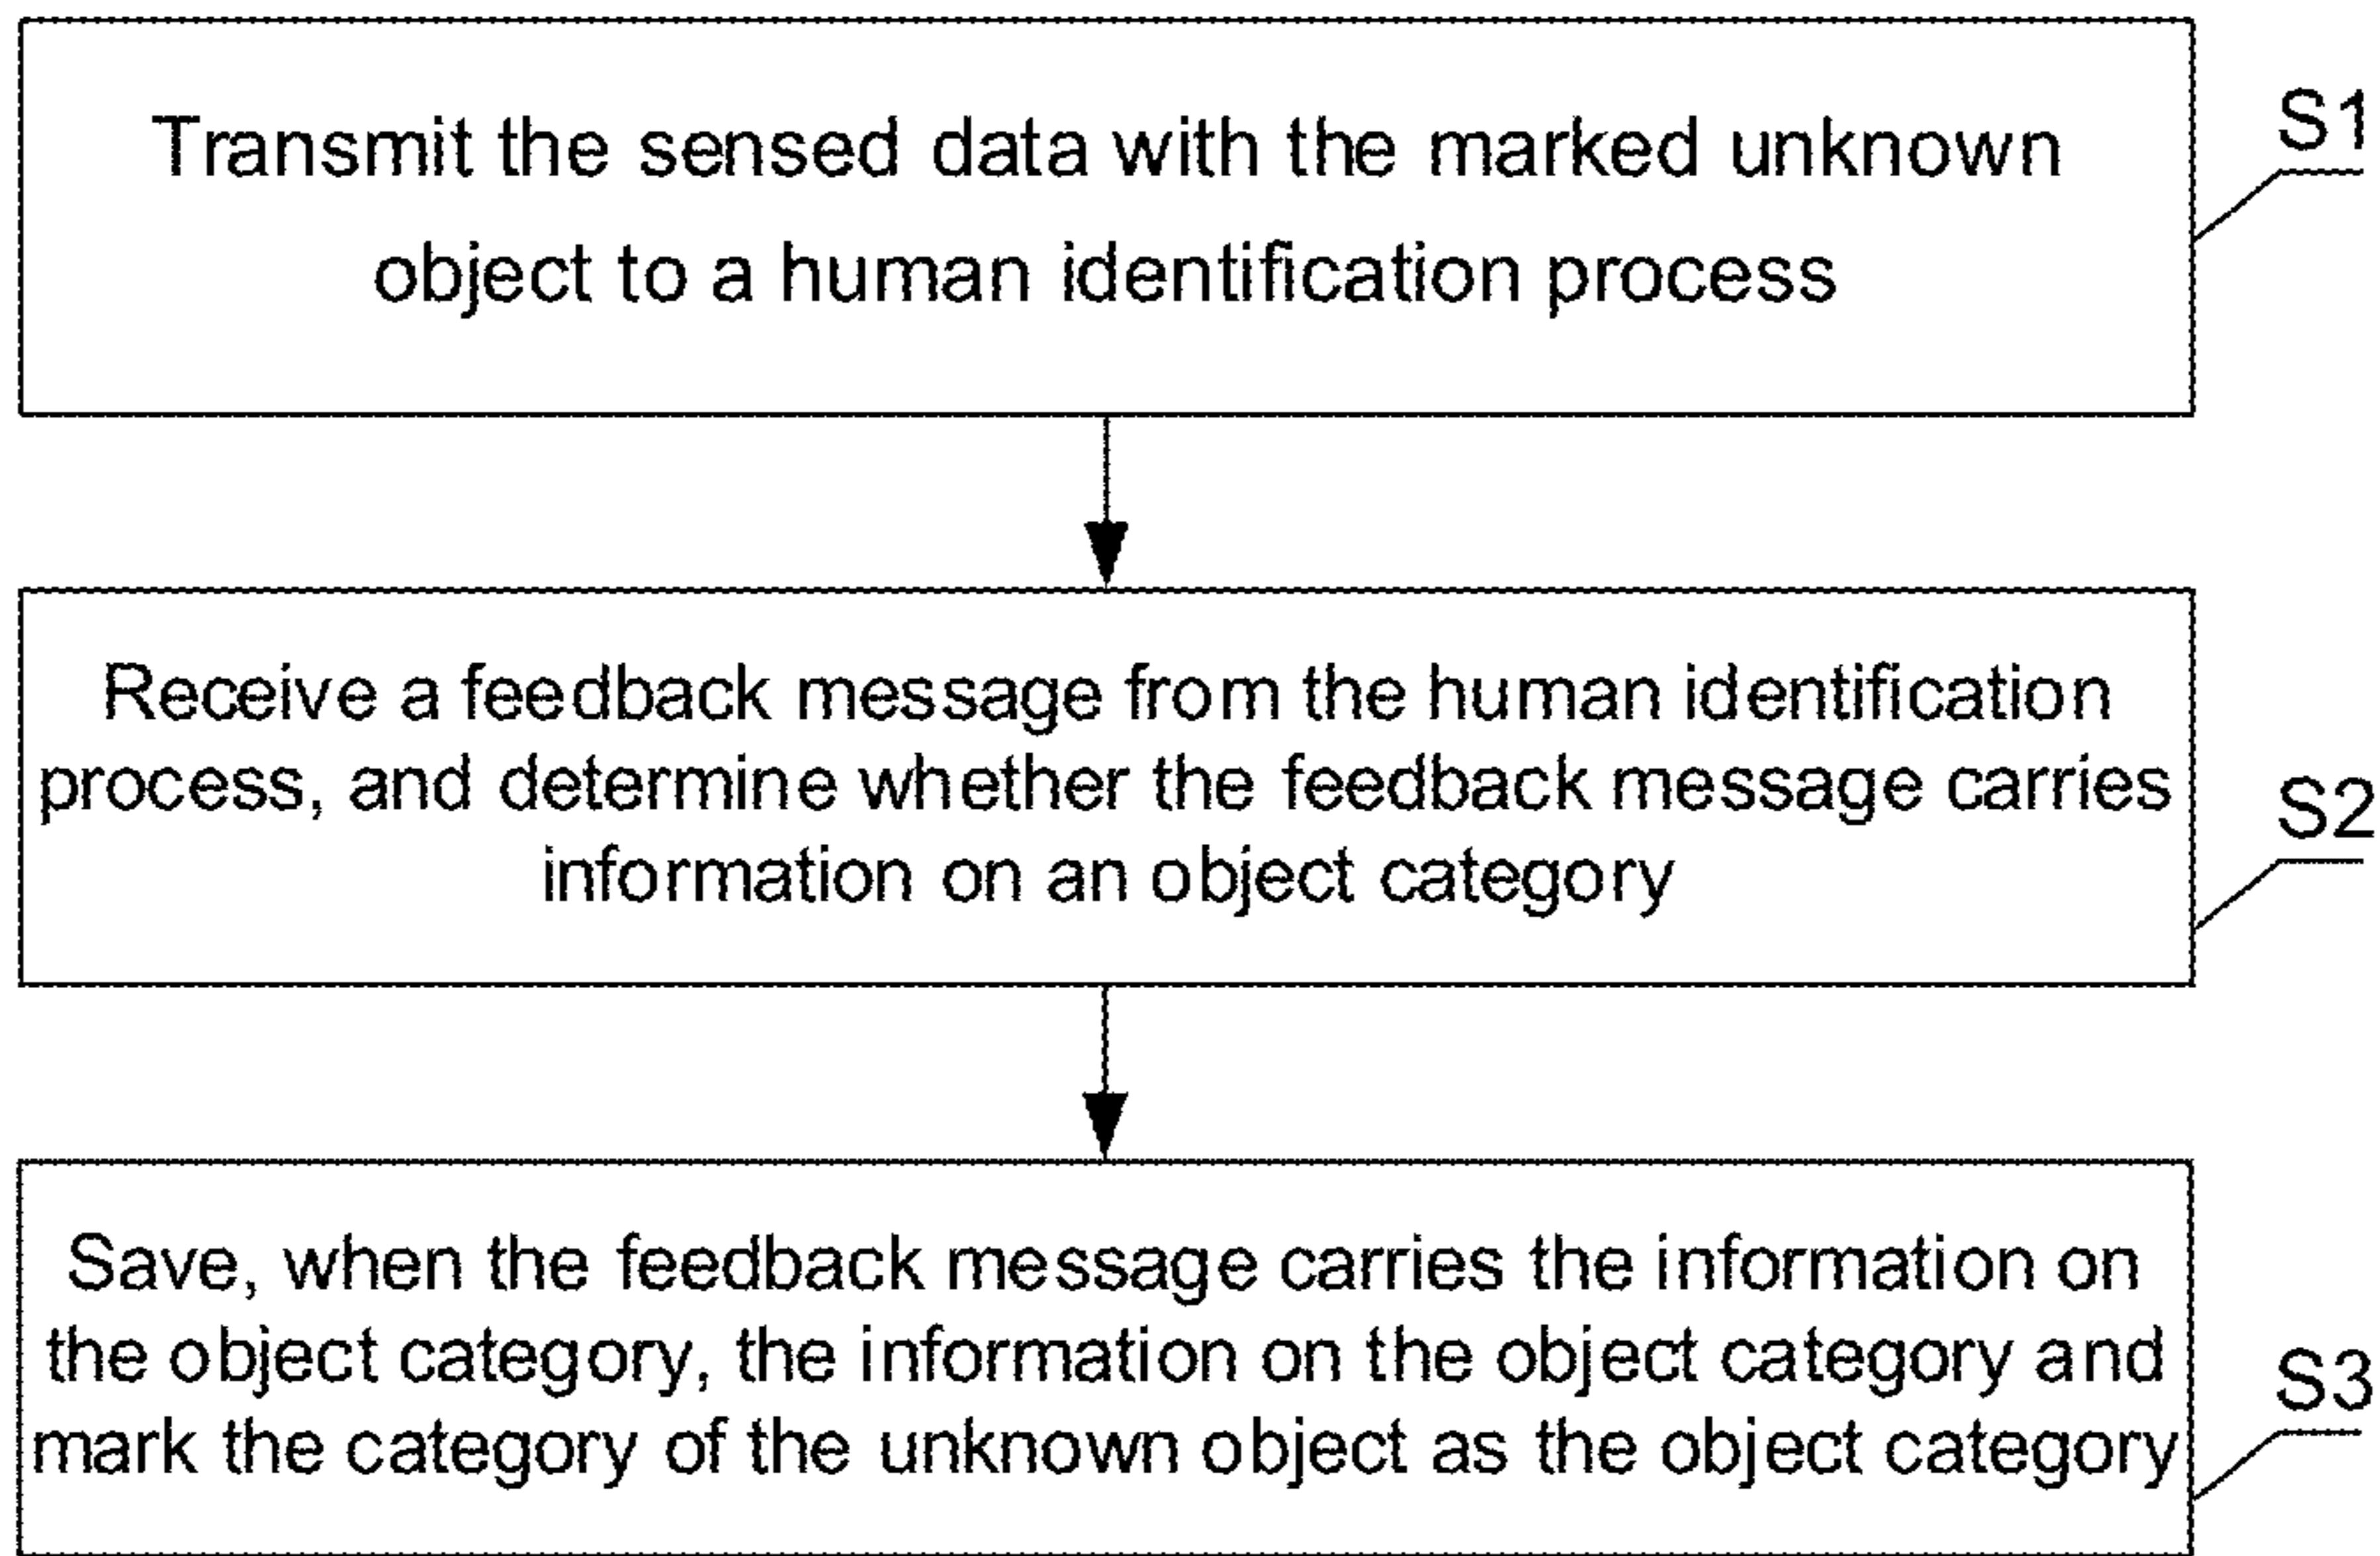 Transmit the sensed data with the marked unknown
object to a human identification process
S1
Receive a feedback message from the human identification
process, and determine whether the feedback message carries
information on an object category
S2
Save, when the feedback message carries the information on
the object category, the information on the object category and
mark the category of the unknown object as the object category
S3